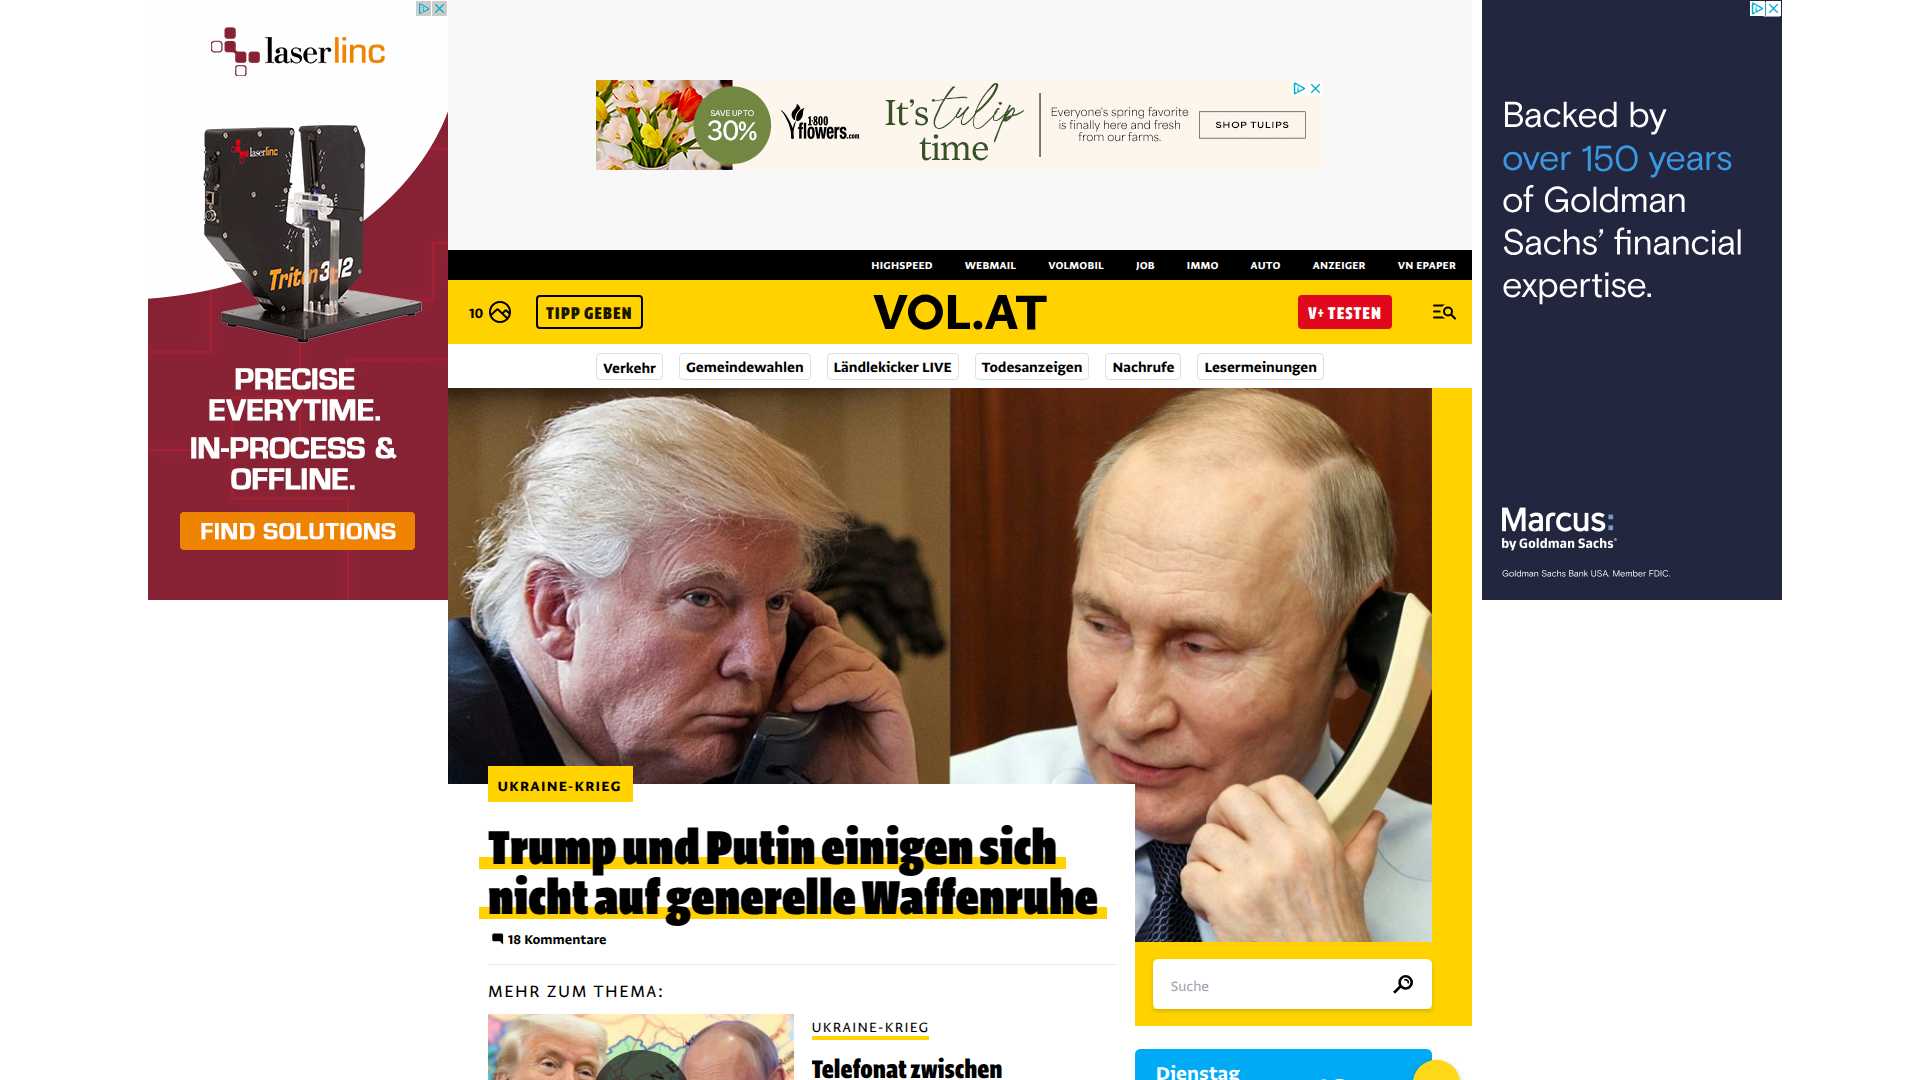 laserlinc
laserlinc
Triton 312
PRECISE
EVERYTIME.
IN-PROCESS &
OFFLINE.
FIND SOLUTIONS
SAVE UP TO
30%
1-800
flowers.com
It's tulip
time
Everyone's spring favorite
is finally here and fresh
from our farms.
SHOP TULIPS
Backed by
over 150 years
of Goldman
Sachs' financial
expertise.
Marcus:
by Goldman Sachs®
Goldman Sachs Bank USA. Member FDIC.
HIGHSPEED WEBMAIL VOLMOBIL JOB IMMO AUTO ANZEIGER VN EPAPER
10 TIPP GEBEN VOL.AT V+ TESTEN
Verkehr Gemeindewahlen Ländlekicker LIVE Todesanzeigen Nachrufe Lesermeinungen
UKRAINE-KRIEG
Trump und Putin einigen sich
nicht auf generelle Waffenruhe
18 Kommentare
Suche
MEHR ZUM THEMA:
UKRAINE-KRIEG
Telefonat zwischen
Dienstag